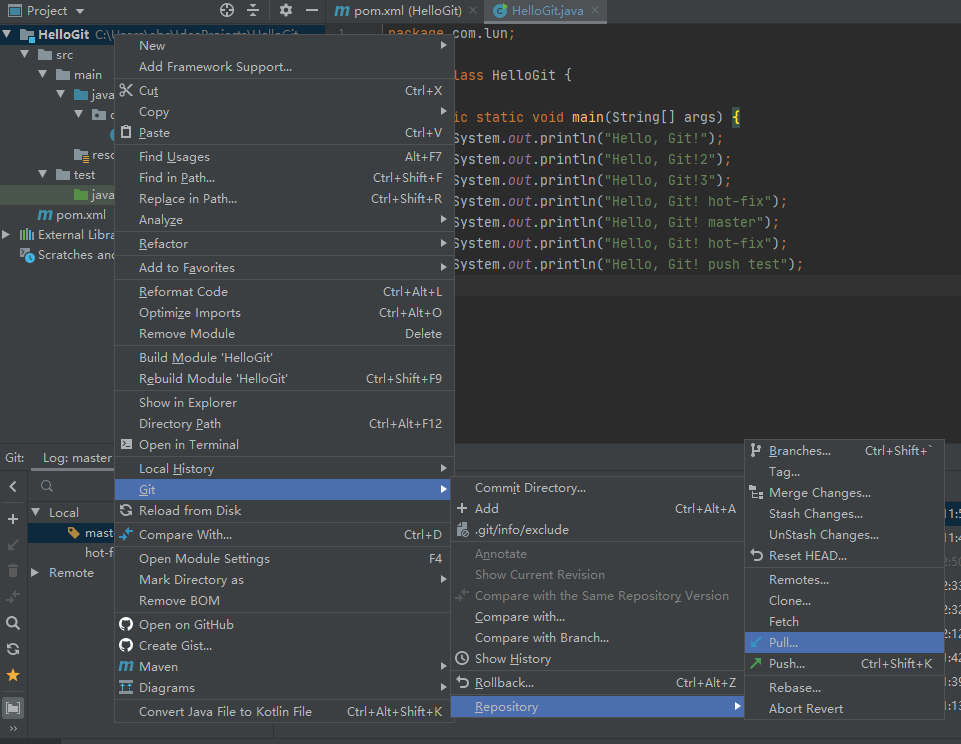 Project
pom.xml (HelloGit)
HelloGit.java
HelloGit
1
package com.lun;
src
main
java
test
java
pom.xml
External Libra
Scratches and
lass HelloGit {
ic static void main(String[] args) {
System.out.println("Hello, Git!");
System.out.println("Hello, Git!2");
System.out.println("Hello, Git!3");
System.out.println("Hello, Git! hot-fix");
System.out.println("Hello, Git! master");
System.out.println("Hello, Git! hot-fix");
System.out.println("Hello, Git! push test");
New
Add Framework Support...
Cut Ctrl+X
Copy
Paste Ctrl+V
Find Usages Alt+F7
Find in Path... Ctrl+Shift+F
Replace in Path... Ctrl+Shift+R
Analyze
Refactor
Add to Favorites
Reformat Code Ctrl+Alt+L
Optimize Imports Ctrl+Alt+O
Remove Module Delete
Build Module 'HelloGit'
Rebuild Module 'HelloGit' Ctrl+Shift+F9
Show in Explorer
Directory Path Ctrl+Alt+F12
Open in Terminal
Local History
Git
Reload from Disk
Compare With... Ctrl+D
Open Module Settings F4
Mark Directory as
Remove BOM
Open on GitHub
Create Gist...
Maven
Diagrams
Convert Java File to Kotlin File Ctrl+Alt+Shift+K
Git:
Log: master
Local
mast
hot-f
Remote
Commit Directory...
Add Ctrl+Alt+A
.git/info/exclude
Annotate
Show Current Revision
Compare with the Same Repository Version
Compare with...
Compare with Branch...
Show History
Rollback... Ctrl+Alt+Z
Repository
Branches... Ctrl+Shift+`
Tag...
Merge Changes...
Stash Changes...
UnStash Changes...
Reset HEAD...
Remotes...
Clone...
Fetch
Pull...
Push... Ctrl+Shift+K
Rebase...
Abort Revert